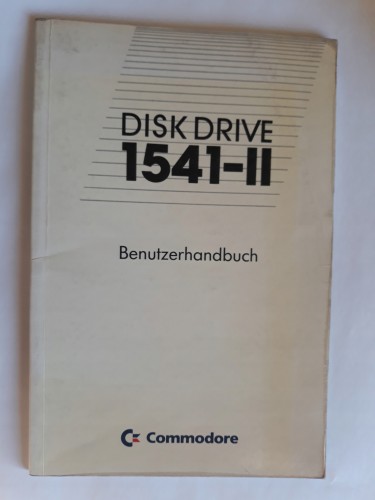 DISK DRIVE
1541-II
Benutzerhandbuch
Commodore